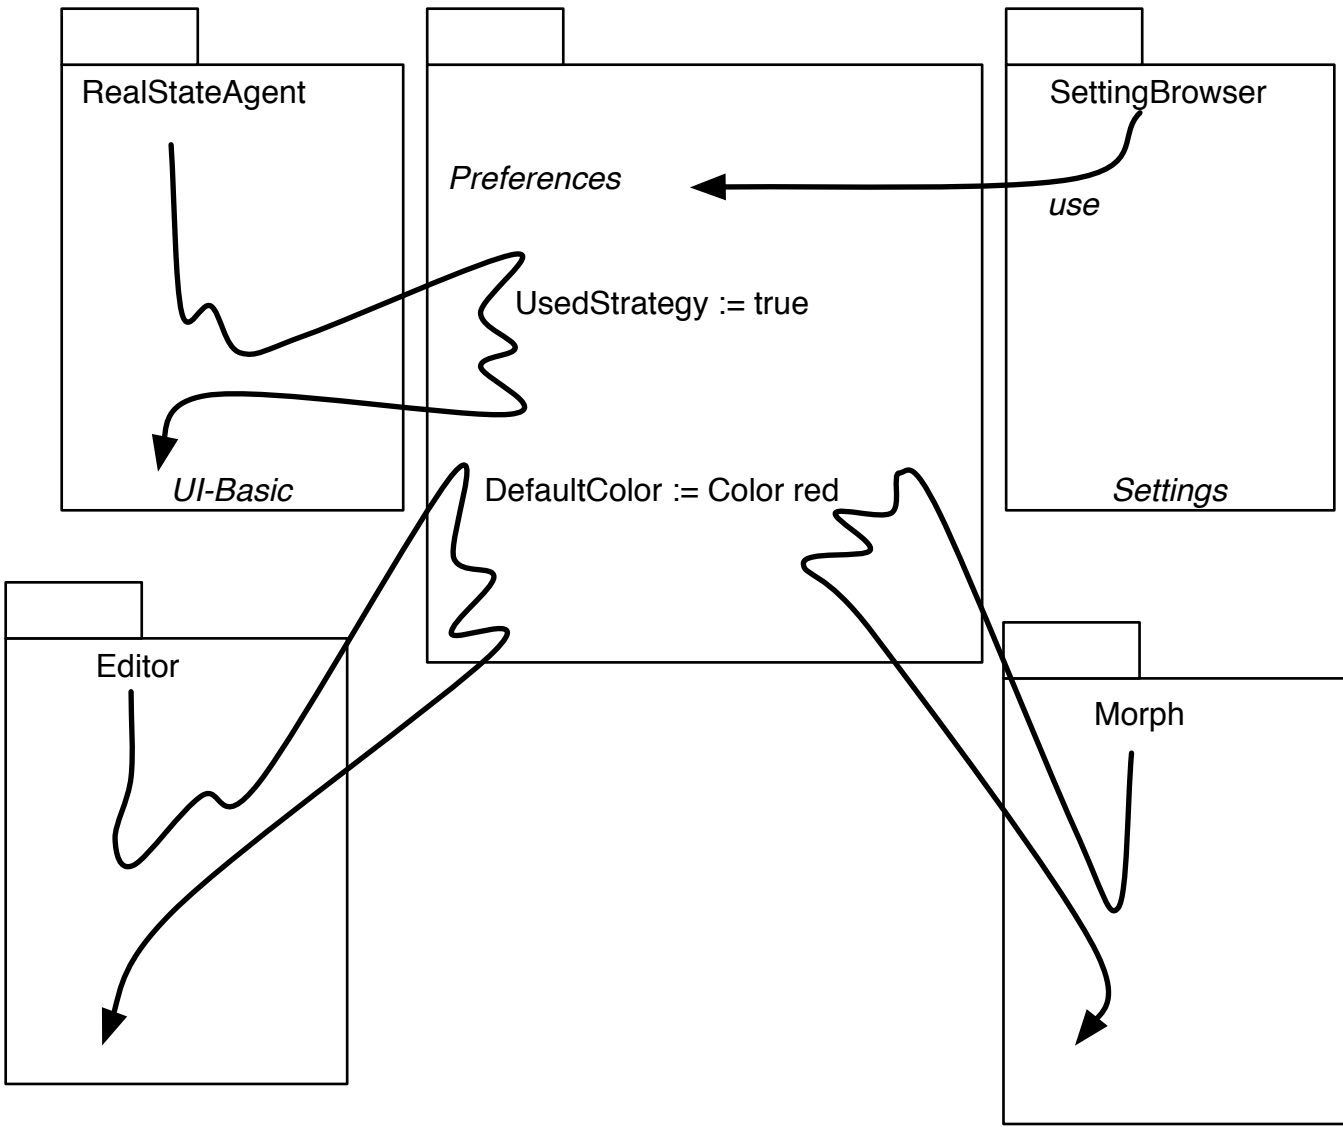 RealStateAgent
SettingBrowser
Preferences
use
UsedStrategy := true
UI-Basic
DefaultColor := Color red
Settings
Editor
Morph